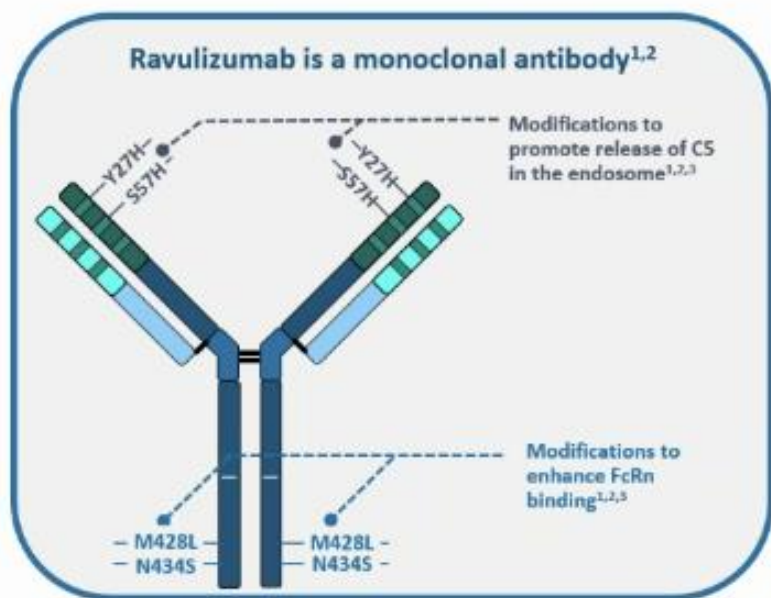 Ravulizumab is a monoclonal antibody1,2
Modifications to
promote release of C5
in the endosome1,2,3
Y27H
S57H
Y27H
S57H
Modifications to
enhance FcRn
binding1,2,3
M428L
N434S
M428L
N434S